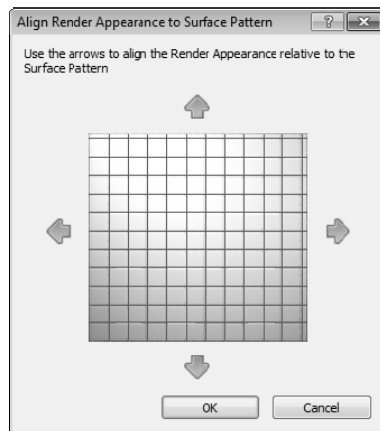 Align Render Appearance to Surface Pattern
Use the arrows to align the Render Appearance relative to the
Surface Pattern
OK
Cancel